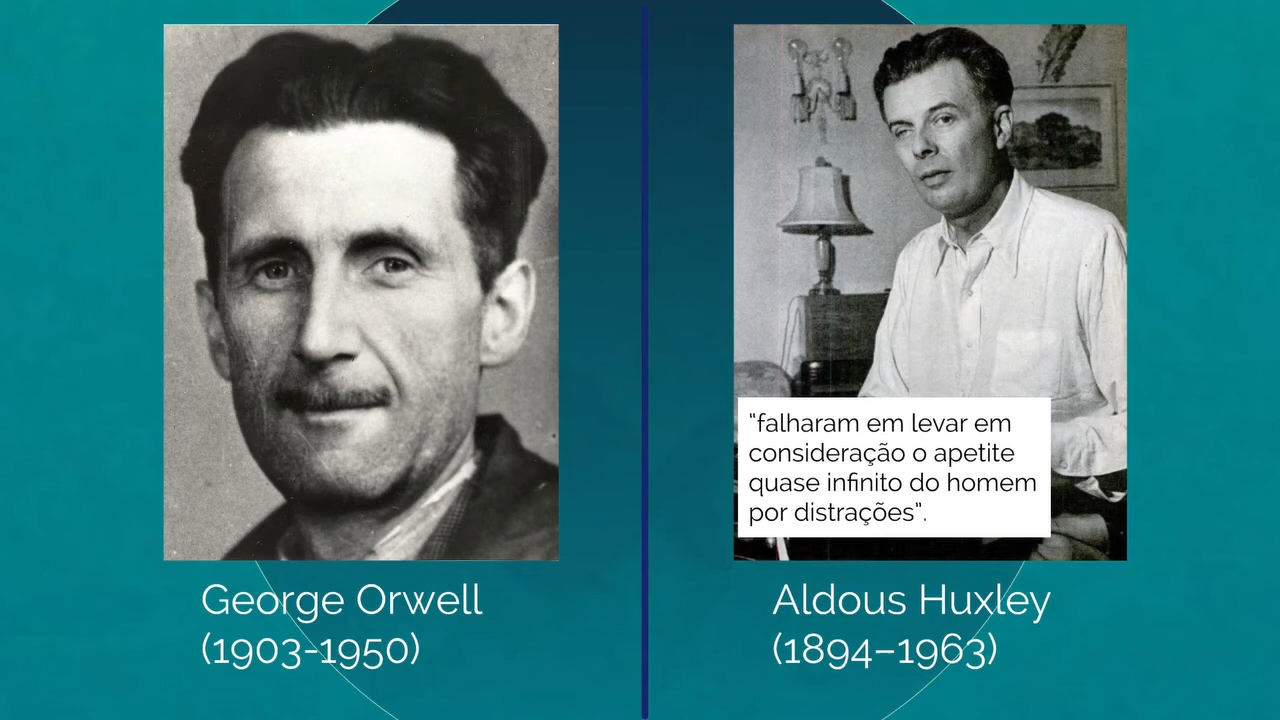 George Orwell
(1903-1950)
"falharam em levar em
consideração o apetite
quase infinito do homem
por distrações".
Aldous Huxley
(1894–1963)